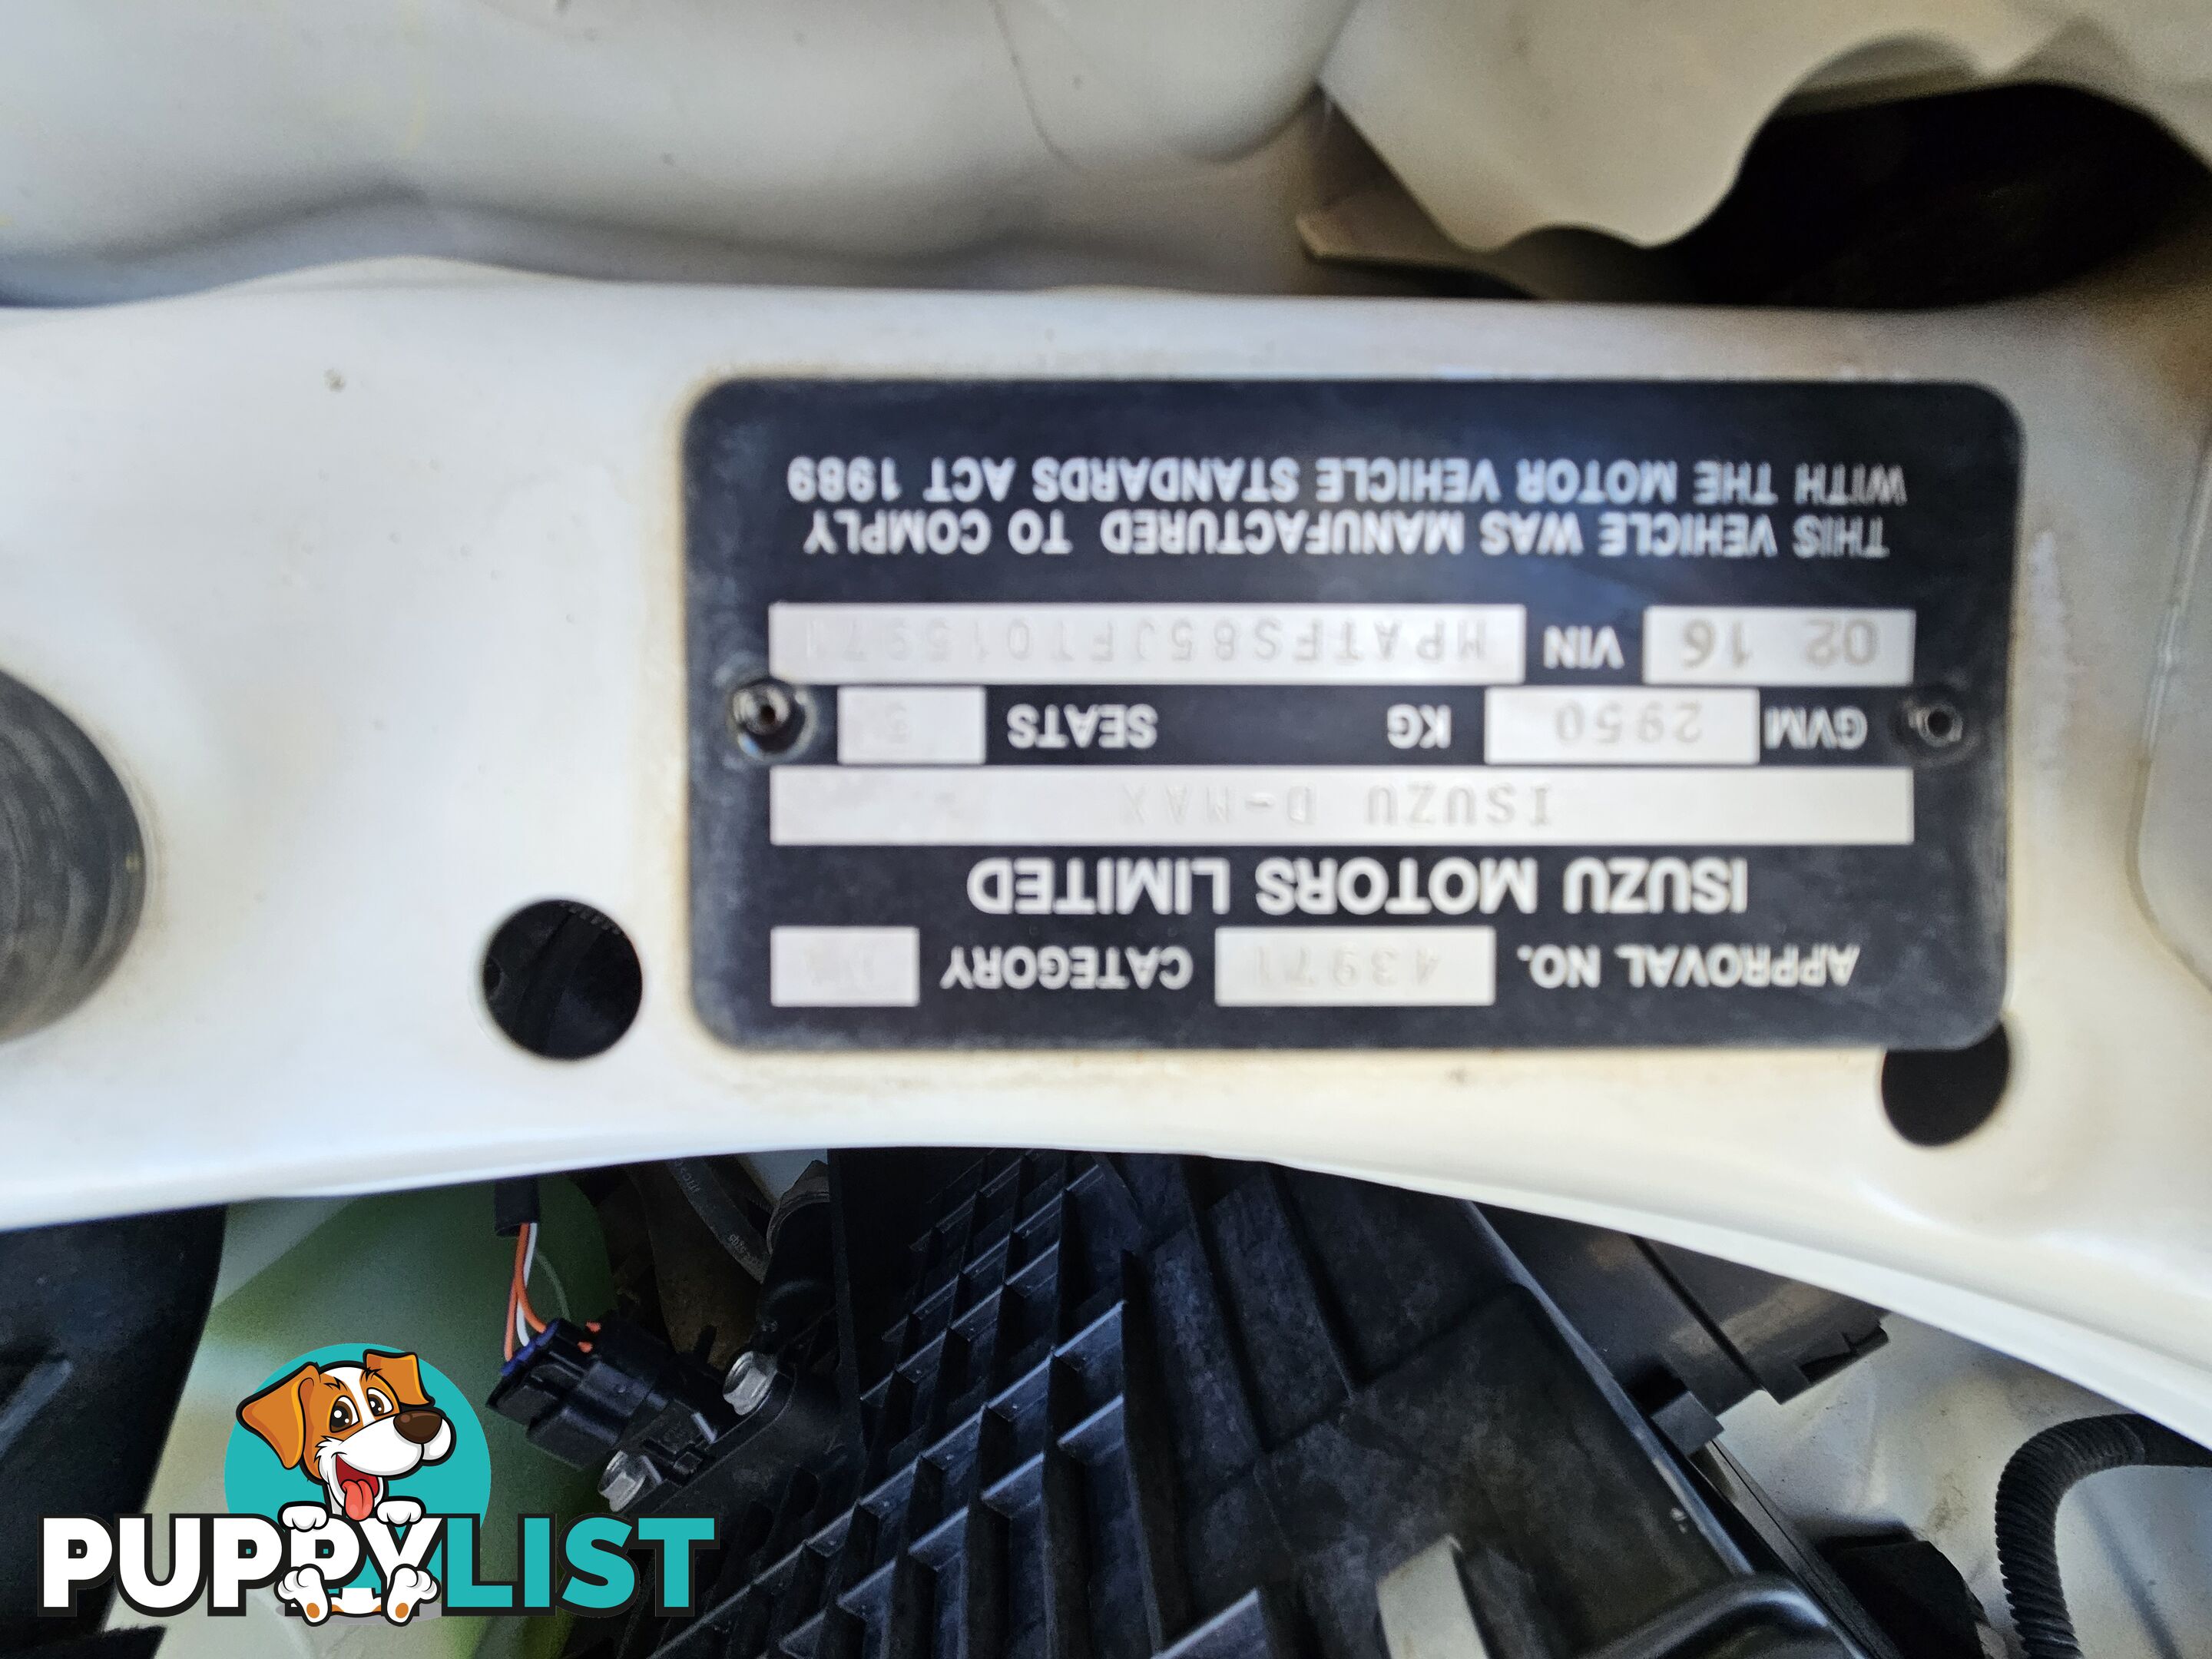 APPROVAL NO. 43971 CATEGORY
ISUZU MOTORS LIMITED
ISUZU D-MAX
GVM 2950 KG SEATS
02 16 VIN MPATFS85JFT015971
THIS VEHICLE WAS MANUFACTURED TO COMPLY
WITH THE MOTOR VEHICLE STANDARDS ACT 1989
PUPPYLIST